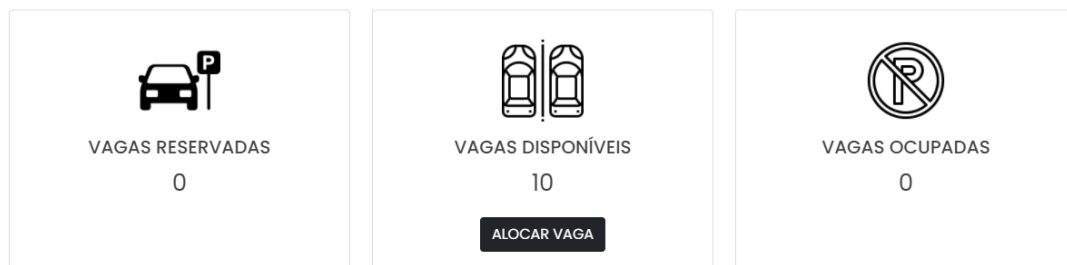 P
VAGAS RESERVADAS
0
VAGAS DISPONÍVEIS
10
ALOCAR VAGA
P
VAGAS OCUPADAS
0